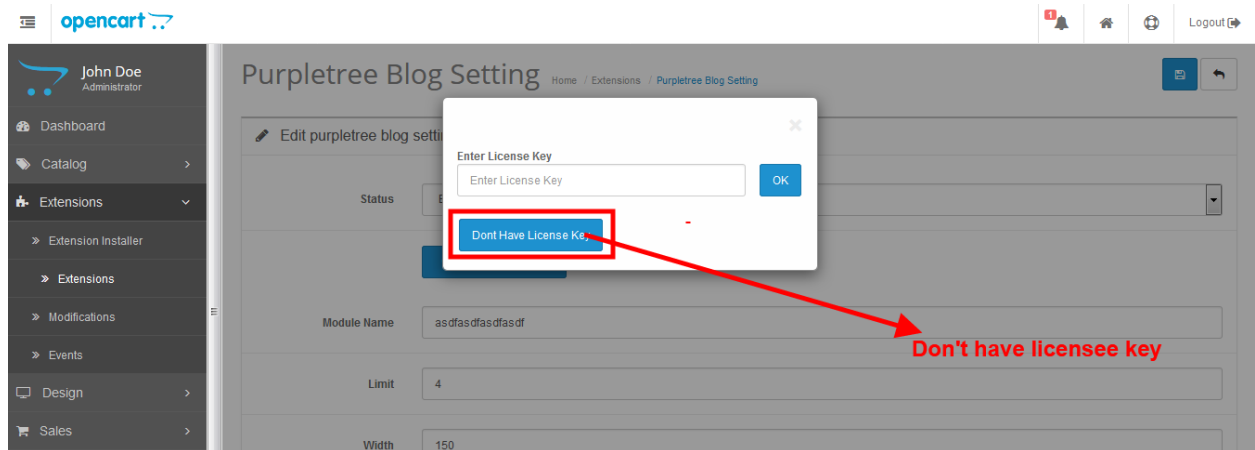 opencart
1
Logout
John Doe
Administrator
Purpletree Blog Setting
Home / Extensions / Purpletree Blog Setting
Dashboard
Catalog
Extensions
Extension Installer
Extensions
Modifications
Events
Design
Sales
Edit purpletree blog setti
Enter License Key
Enter License Key
OK
Status
E
Dont Have License Key
-
Don't have licensee key
Module Name
asdfasdfasdfasdf
Limit
4
Width
150